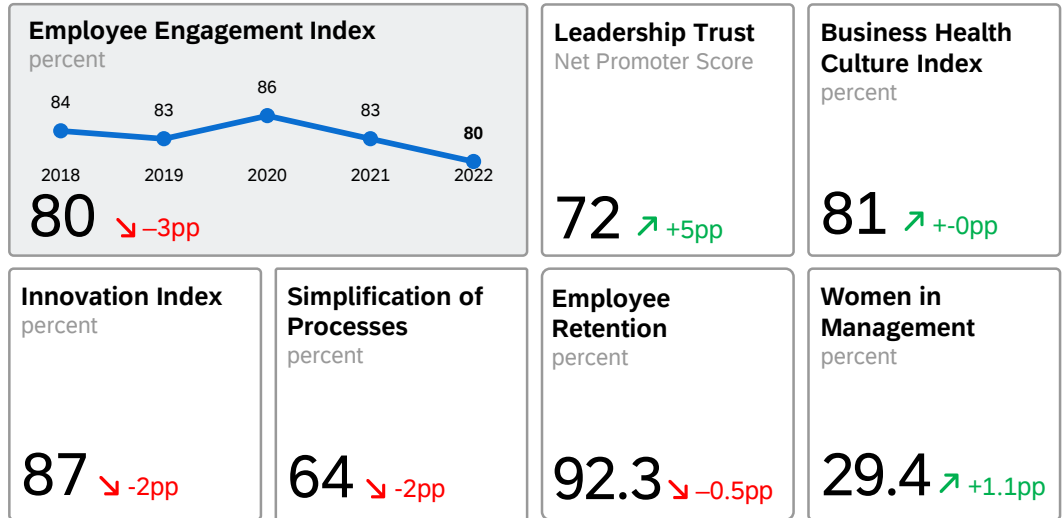 Employee Engagement Index
percent
84
83
86
83
80
2018
2019
2020
2021
2022
80
–3pp
Leadership Trust
Net Promoter Score
72
+5pp
Business Health
Culture Index
percent
81
+-0pp
Innovation Index
percent
87
-2pp
Simplification of
Processes
percent
64
-2pp
Employee
Retention
percent
92.3
–0.5pp
Women in
Management
percent
29.4
+1.1pp